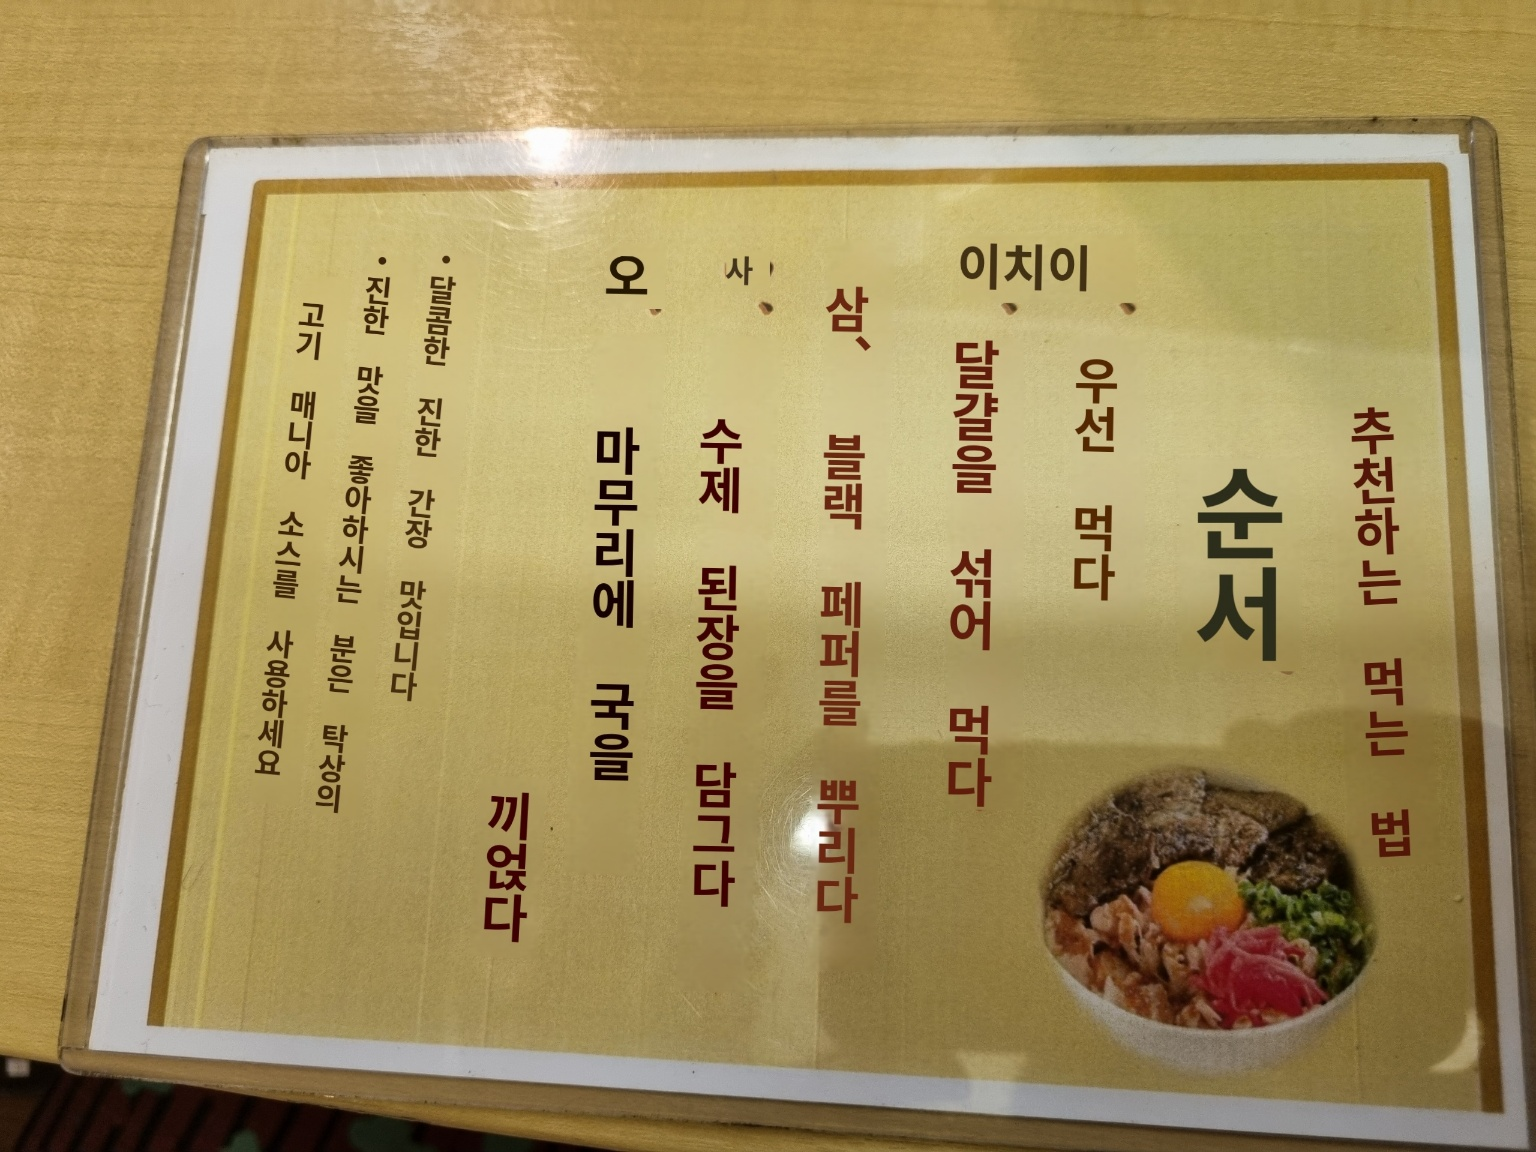 추천하는 먹는 법
순서
이치이
우선 먹다
달걀을 섞어 먹다
삼、 블랙 페퍼를 뿌리다
사
수제 된장을 담그다
오
마무리에 국을
끼얹다
• 달콤한 진한 간장 맛입니다
• 진한 맛을 좋아하시는 분은 탁상의
고기 매니아 소스를 사용하세요